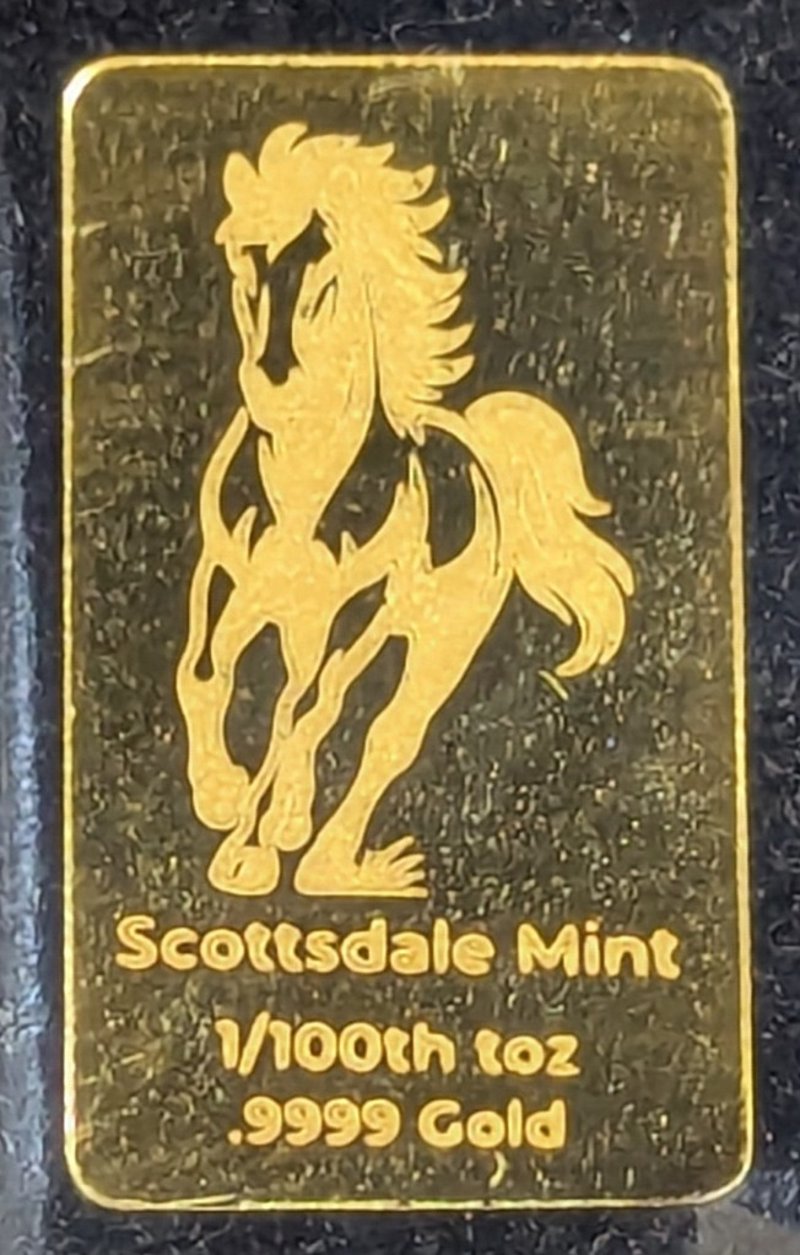 Scottsdale Mint
1/100th toz
.9999 Gold